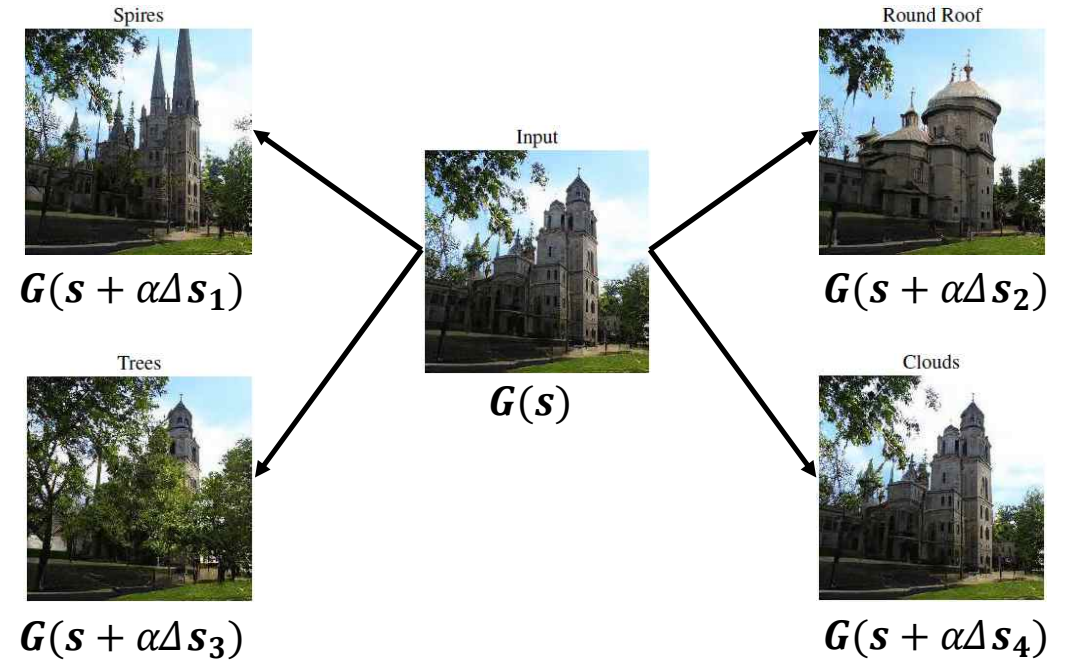 Spires
Round Roof
Input
G(s + αΔs₁)
G(s + αΔs₂)
Trees
Clouds
G(s)
G(s + αΔs₃)
G(s + αΔs₄)